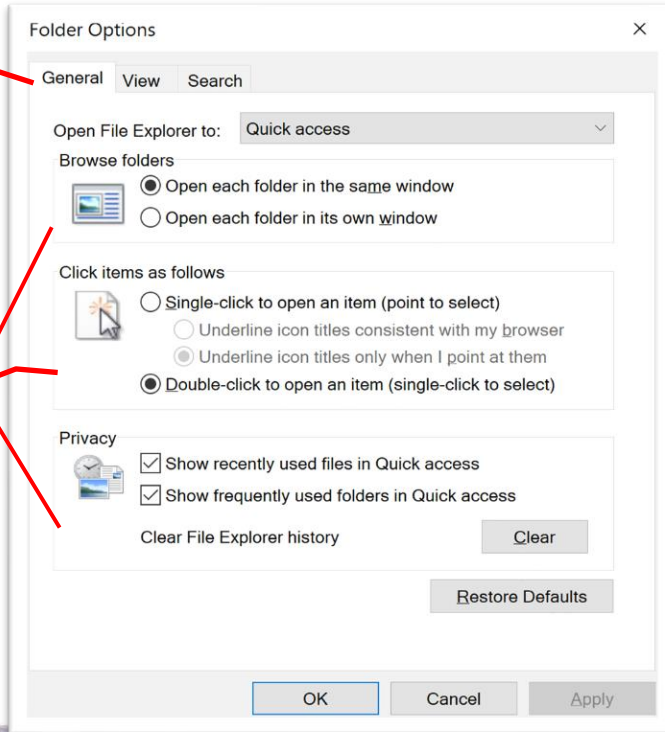 Folder Options
General View Search
Open File Explorer to: Quick access
Browse folders
Open each folder in the same window
Open each folder in its own window
Click items as follows
Single-click to open an item (point to select)
Underline icon titles consistent with my browser
Underline icon titles only when I point at them
Double-click to open an item (single-click to select)
Privacy
Show recently used files in Quick access
Show frequently used folders in Quick access
Clear File Explorer history Clear
Restore Defaults
OK Cancel Apply